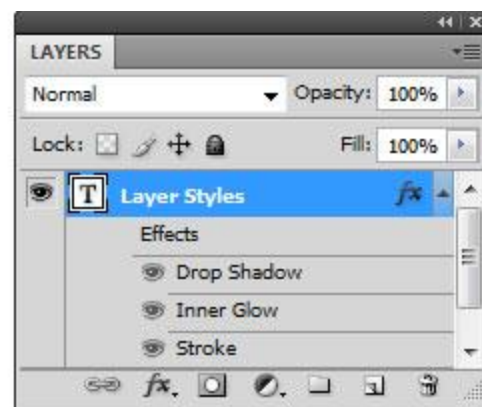 LAYERS
Normal Opacity: 100%
Lock: Fill: 100%
T Layer Styles fx
Effects
Drop Shadow
Inner Glow
Stroke
fx.